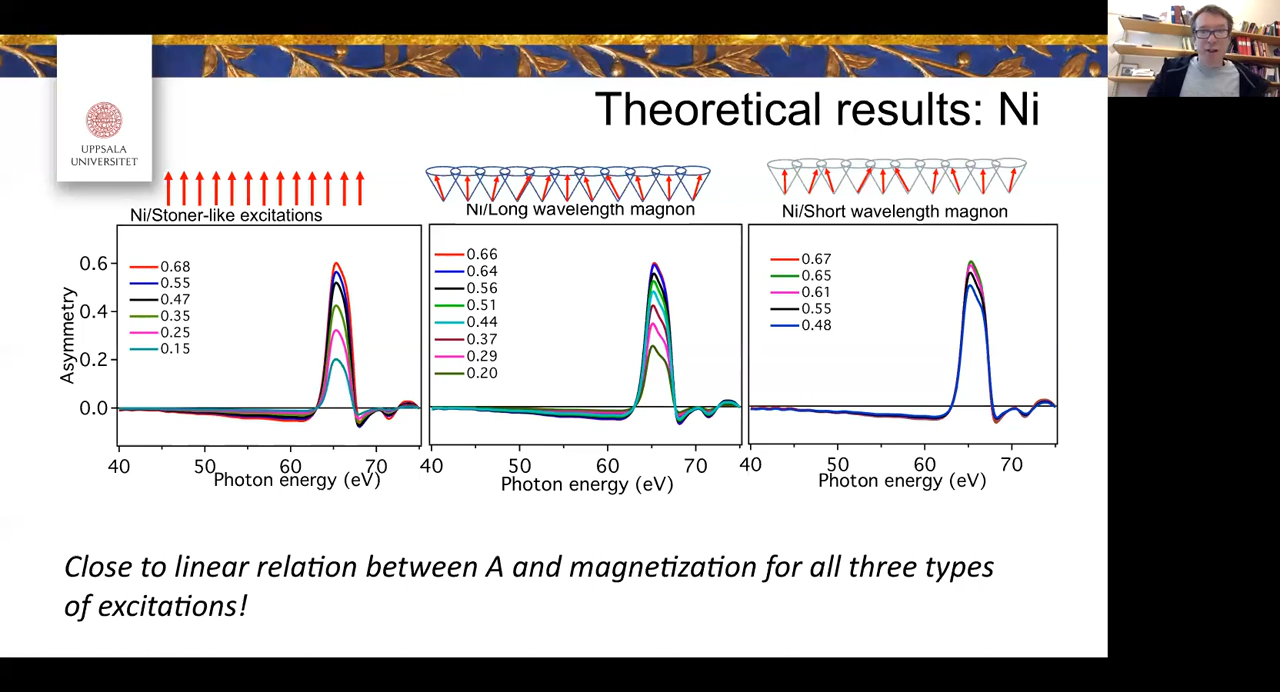 UPPSALA
UNIVERSITET
Theoretical results: Ni
Ni/Stoner-like excitations
Asymmetry
0.6
0.4
0.2
0.0
0.68
0.55
0.47
0.35
0.25
0.15
40 50 60 70
Photon energy (eV)
Ni/Long wavelength magnon
0.66
0.64
0.56
0.51
0.44
0.37
0.29
0.20
40 50 60 70
Photon energy (eV)
Ni/Short wavelength magnon
0.67
0.65
0.61
0.55
0.48
40 50 60 70
Photon energy (eV)
Close to linear relation between A and magnetization for all three types
of excitations!